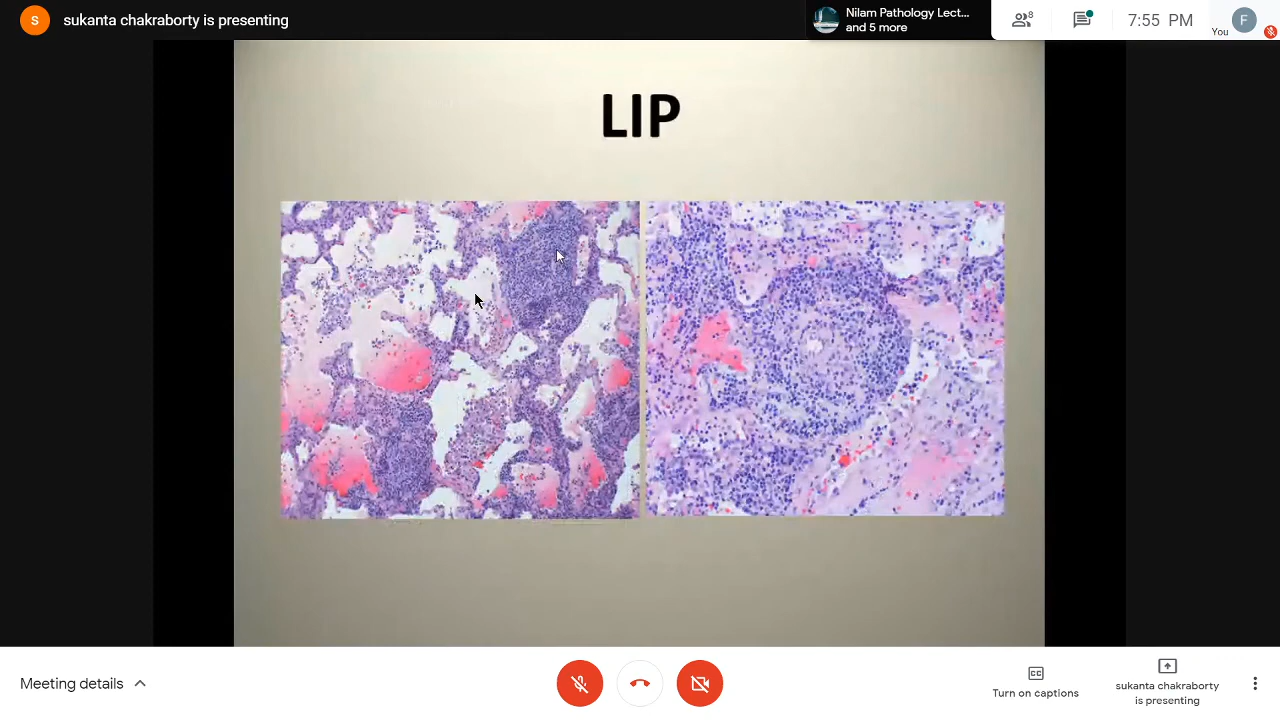 S
sukanta chakraborty is presenting
Nilam Pathology Lect...
and 5 more
8
7:55 PM
You
F
LIP
Meeting details
CC
Turn on captions
sukanta chakraborty
is presenting